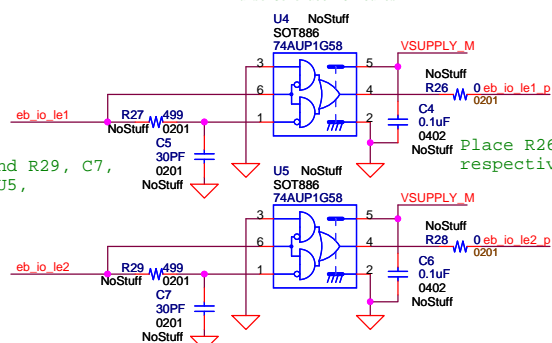 U4 NoStuff
SOT886
74AUP1G58
VSUPPLY_M
3
5
NoStuff
6
4
R26 0 eb_io_le1_p
0201
eb_io_le1
R27 499
NoStuff 0201
1
2
C4
0.1uF
0402
NoStuff
C5
30PF
0201
NoStuff
Place R26
respectiv
nd R29, C7,
U5,
U5 NoStuff
SOT886
74AUP1G58
VSUPPLY_M
3
5
NoStuff
6
4
R28 0 eb_io_le2_p
0201
eb_io_le2
R29 499
NoStuff 0201
1
2
C6
0.1uF
0402
NoStuff
C7
30PF
0201
NoStuff